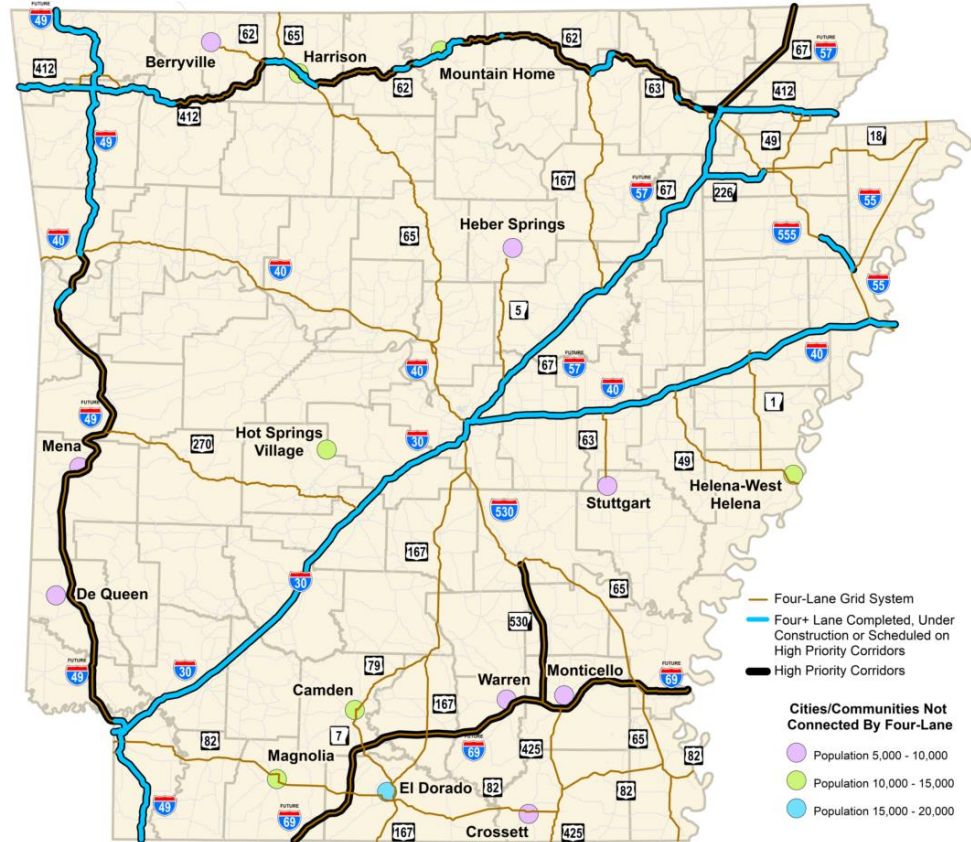 FUTURE
49
62
65
Harrison
Berryville
62
67
FUTURE
57
412
Mountain Home
62
63
412
412
49
49
18
167
FUTURE
57
67
226
55
Heber Springs
40
65
555
40
5
55
40
67
FUTURE
57
40
40
1
FUTURE
49
Mena
270
Hot Springs
Village
30
63
49
Helena-West
Helena
Stuttgart
530
167
De Queen
30
65
530
Four-Lane Grid System
Four+ Lane Completed, Under
Construction or Scheduled on
High Priority Corridors
High Priority Corridors
FUTURE
49
30
79
Camden
Warren
Monticello
FUTURE
69
167
7
82
Magnolia
FUTURE
69
425
65
82
Cities/Communities Not
Connected By Four-Lane
Population 5,000 - 10,000
Population 10,000 - 15,000
Population 15,000 - 20,000
49
El Dorado
82
82
FUTURE
69
167
Crossett
425